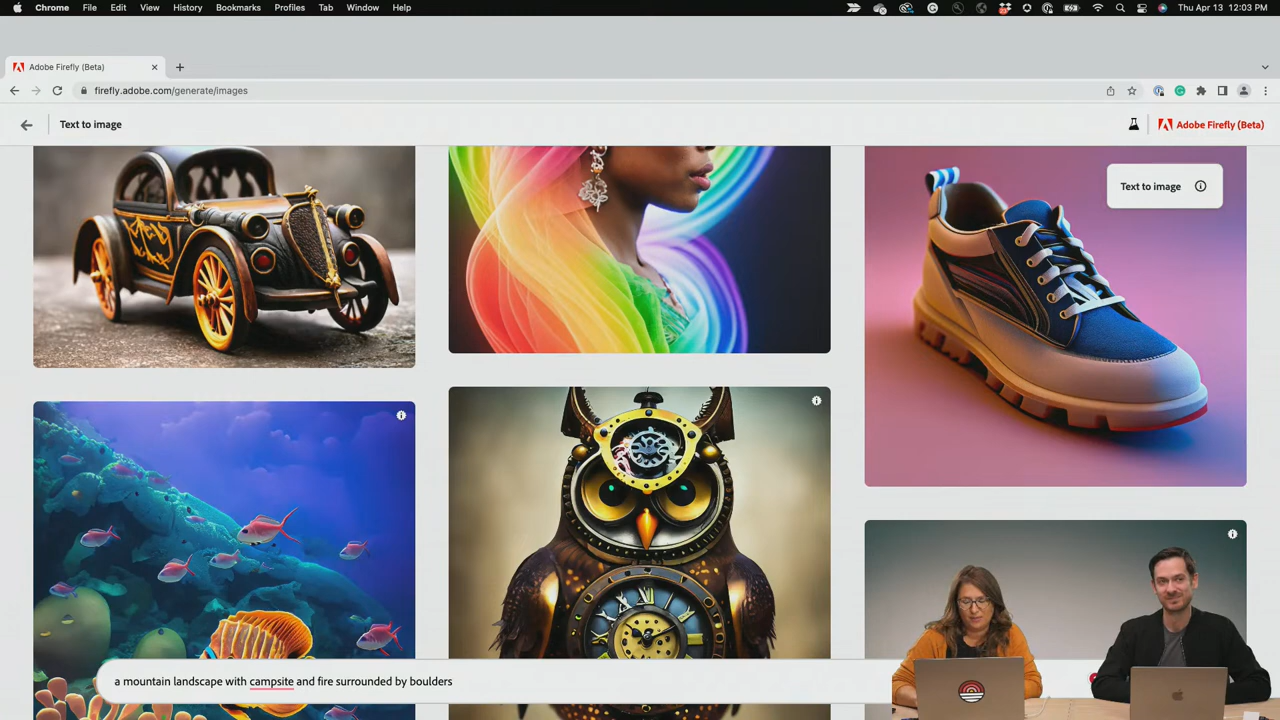 Chrome File Edit View History Bookmarks Profiles Tab Window Help Thu Apr 13 12:03 PM
Adobe Firefly (Beta)
firefly.adobe.com/generate/images
Text to image
Adobe Firefly (Beta)
Text to image
a mountain landscape with campsite and fire surrounded by boulders